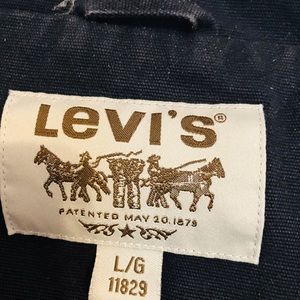 Levi's®
PATENTED MAY 20.1873
L/G
11829